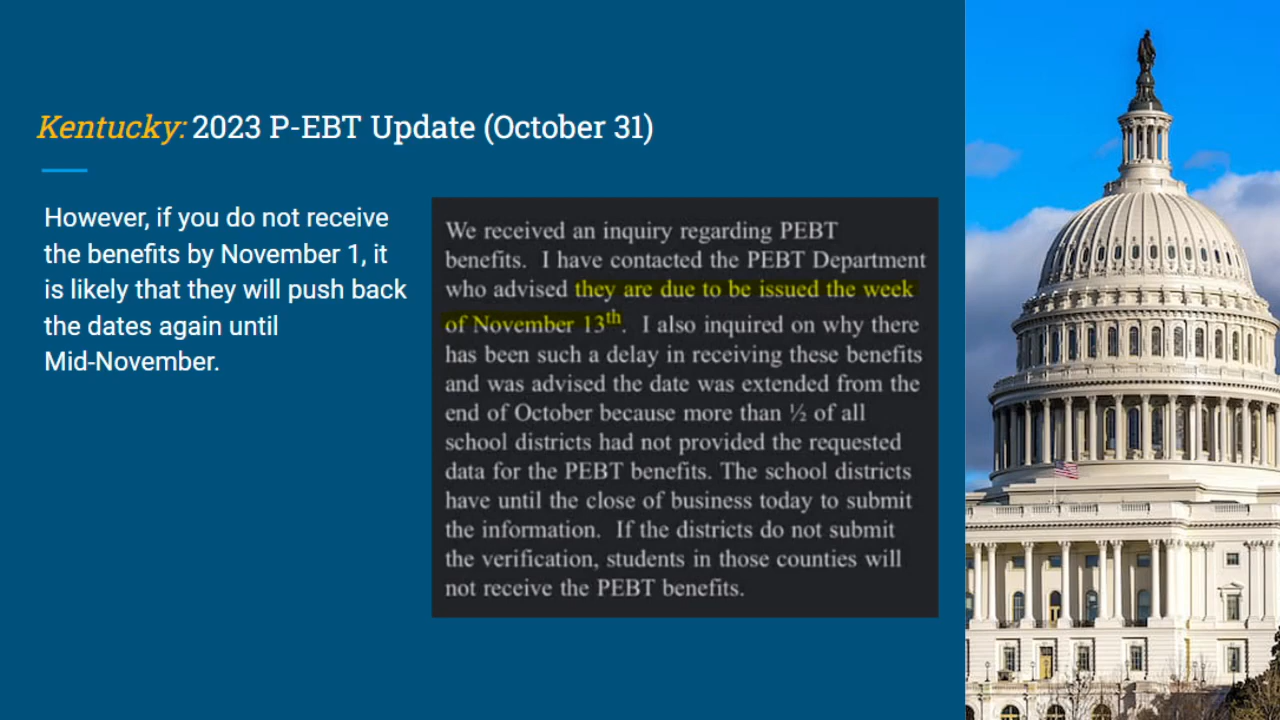 Kentucky: 2023 P-EBT Update (October 31)
However, if you do not receive
the benefits by November 1, it
is likely that they will push back
the dates again until
Mid-November.
We received an inquiry regarding PEBT
benefits.  I have contacted the PEBT Department
who advised they are due to be issued the week
of November 13th.  I also inquired on why there
has been such a delay in receiving these benefits
and was advised the date was extended from the
end of October because more than ½ of all
school districts had not provided the requested
data for the PEBT benefits. The school districts
have until the close of business today to submit
the information.  If the districts do not submit
the verification, students in those counties will
not receive the PEBT benefits.